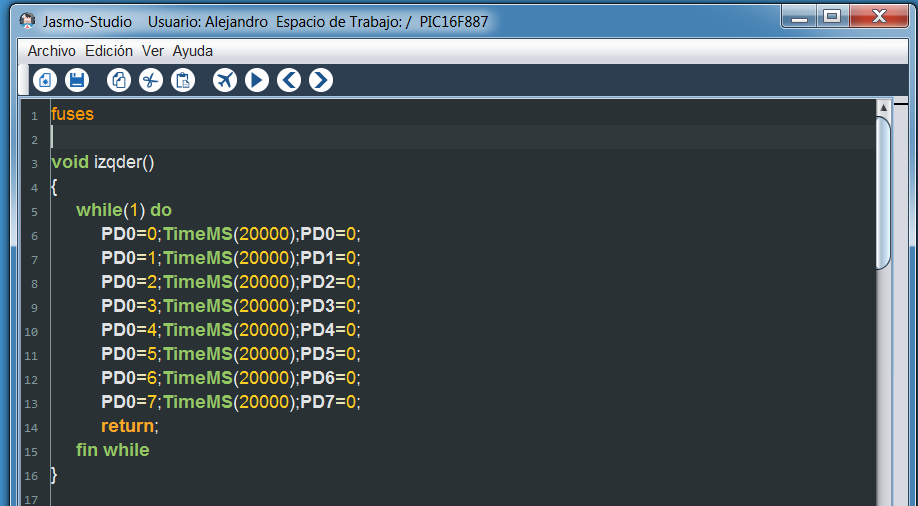 Jasmo-Studio Usuario: Alejandro Espacio de Trabajo: / PIC16F887
Archivo Edición Ver Ayuda
1 fuses
2
3 void izqder()
4 {
5 while(1) do
6 PD0=0;TimeMS(20000);PD0=0;
7 PD0=1;TimeMS(20000);PD1=0;
8 PD0=2;TimeMS(20000);PD2=0;
9 PD0=3;TimeMS(20000);PD3=0;
10 PD0=4;TimeMS(20000);PD4=0;
11 PD0=5;TimeMS(20000);PD5=0;
12 PD0=6;TimeMS(20000);PD6=0;
13 PD0=7;TimeMS(20000);PD7=0;
14 return;
15 fin while
16 }
17